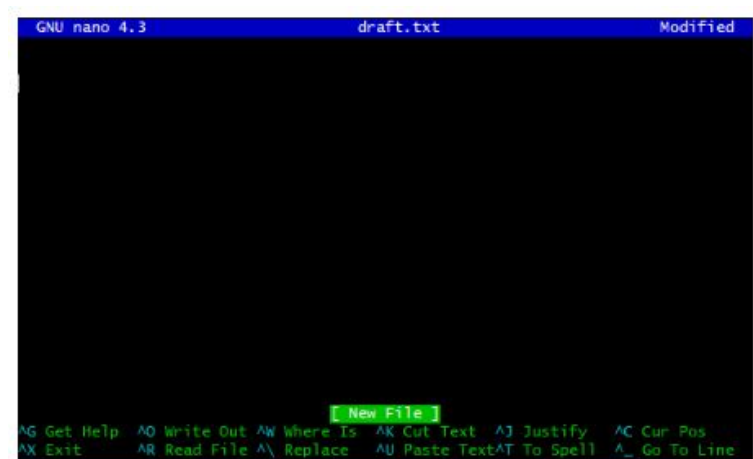 GNU nano 4.3 draft.txt Modified
[ New File ]
^G Get Help ^O Write Out ^W Where Is ^K Cut Text ^J Justify ^C Cur Pos
^X Exit ^R Read File ^\ Replace ^U Paste Text ^T To Spell ^_ Go To Line